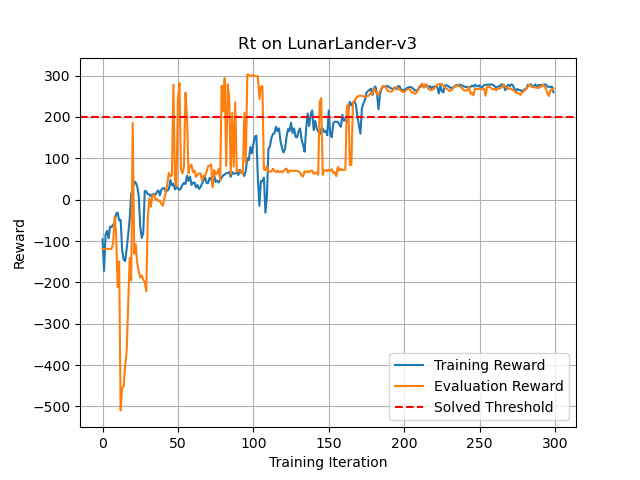 Rt on LunarLander-v3
Reward
300
200
100
0
−100
−200
−300
−400
−500
0 50 100 150 200 250 300
Training Iteration
Training Reward
Evaluation Reward
Solved Threshold